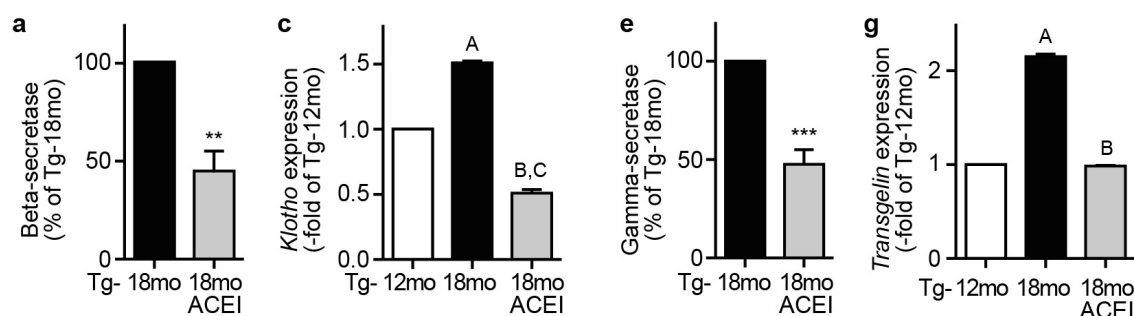 a
Beta-secretase
(% of Tg-18mo)
100
50
0
**
Tg- 18mo 18mo
ACEI
c
Klotho expression
(-fold of Tg-12mo)
1.5
1.0
0.5
0.0
A
B,C
Tg- 12mo 18mo 18mo
ACEI
e
Gamma-secretase
(% of Tg-18mo)
100
50
0
***
Tg- 18mo 18mo
ACEI
g
Transgelin expression
(-fold of Tg-12mo)
2
1
0
A
B
Tg- 12mo 18mo 18mo
ACEI